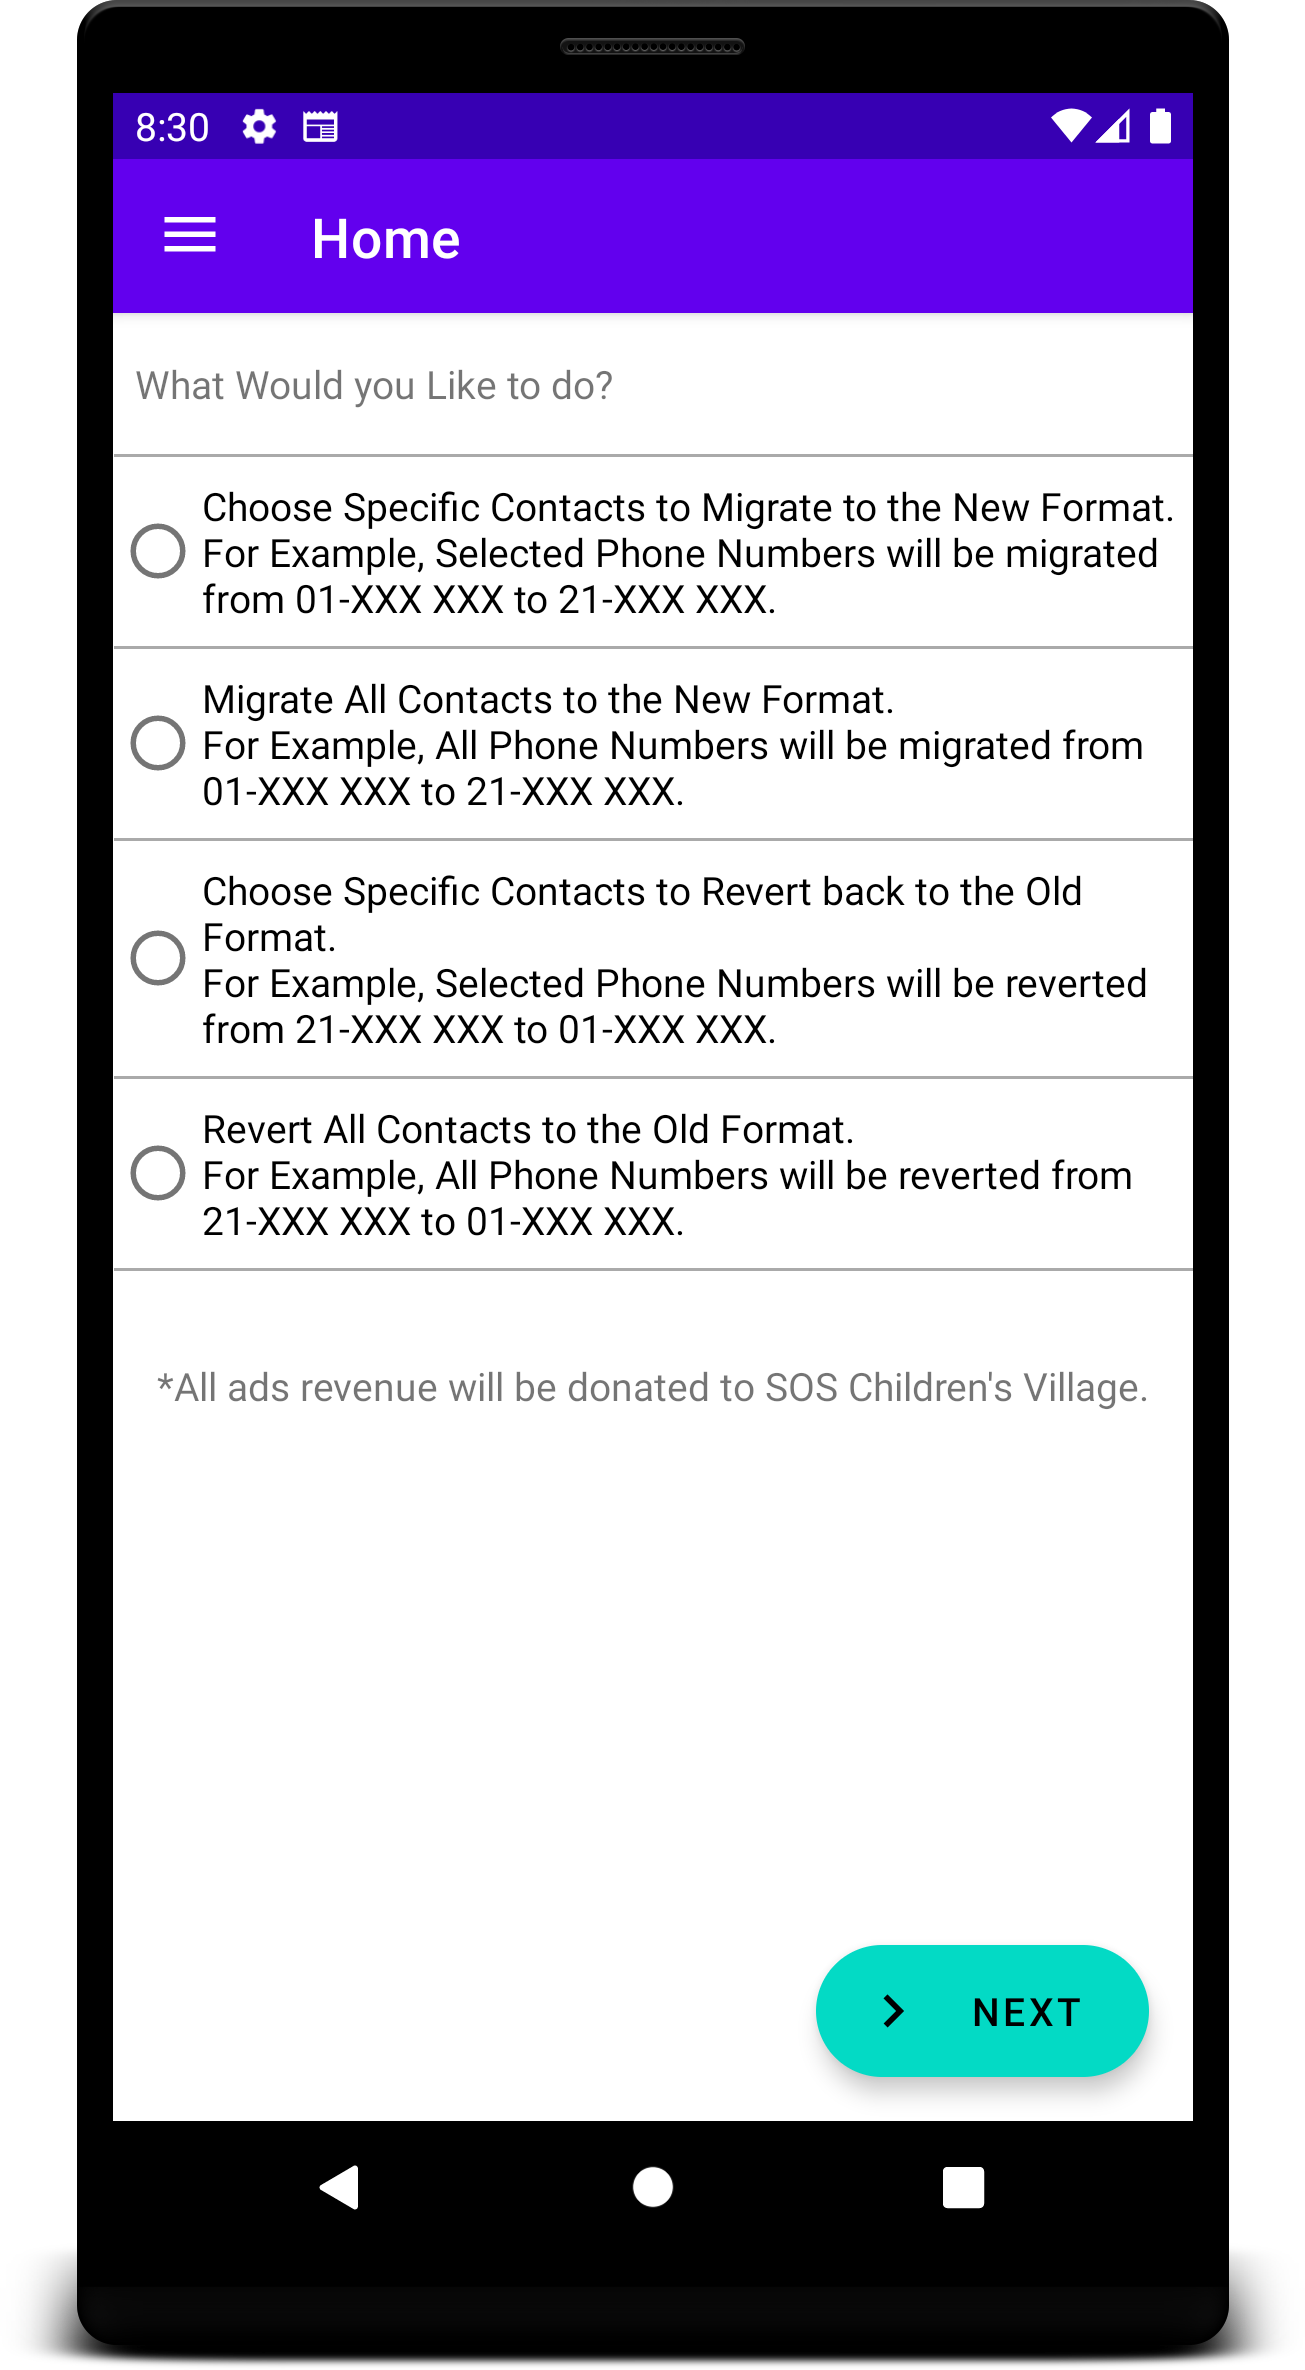 8:30
Home
What Would you Like to do?
Choose Specific Contacts to Migrate to the New Format.
For Example, Selected Phone Numbers will be migrated
from 01-XXX XXX to 21-XXX XXX.
Migrate All Contacts to the New Format.
For Example, All Phone Numbers will be migrated from
01-XXX XXX to 21-XXX XXX.
Choose Specific Contacts to Revert back to the Old
Format.
For Example, Selected Phone Numbers will be reverted
from 21-XXX XXX to 01-XXX XXX.
Revert All Contacts to the Old Format.
For Example, All Phone Numbers will be reverted from
21-XXX XXX to 01-XXX XXX.
*All ads revenue will be donated to SOS Children's Village.
NEXT